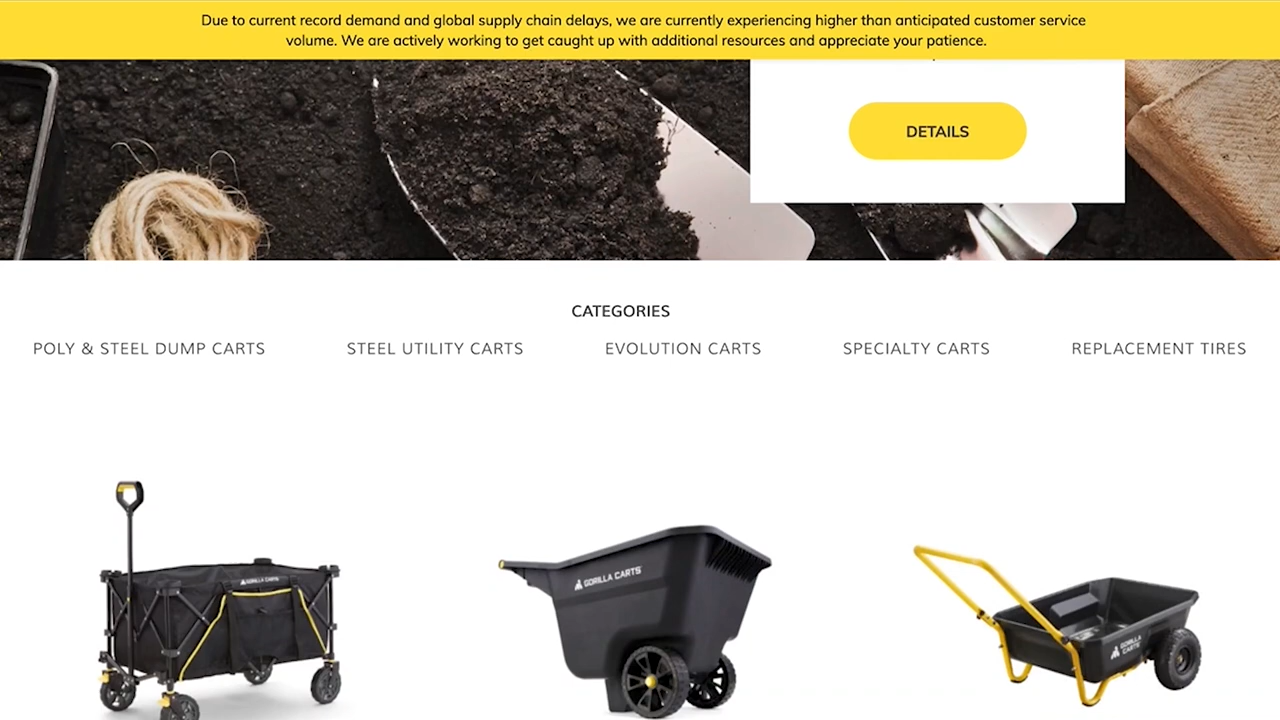 Due to current record demand and global supply chain delays, we are currently experiencing higher than anticipated customer service
volume. We are actively working to get caught up with additional resources and appreciate your patience.
DETAILS
CATEGORIES
POLY & STEEL DUMP CARTS
STEEL UTILITY CARTS
EVOLUTION CARTS
SPECIALTY CARTS
REPLACEMENT TIRES
GORILLA CARTS
GORILLA CARTS
GORILLA
CARTS